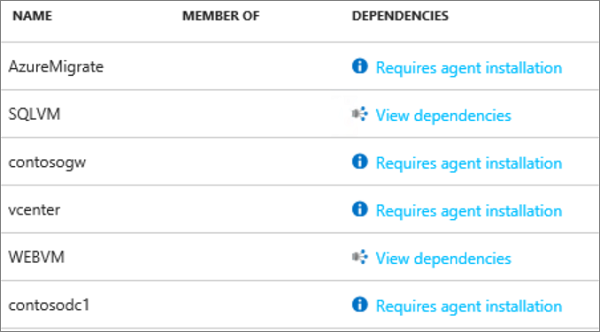 NAME MEMBER OF DEPENDENCIES
AzureMigrate Requires agent installation
SQLVM View dependencies
contosogw Requires agent installation
vcenter Requires agent installation
WEBVM View dependencies
contosodc1 Requires agent installation